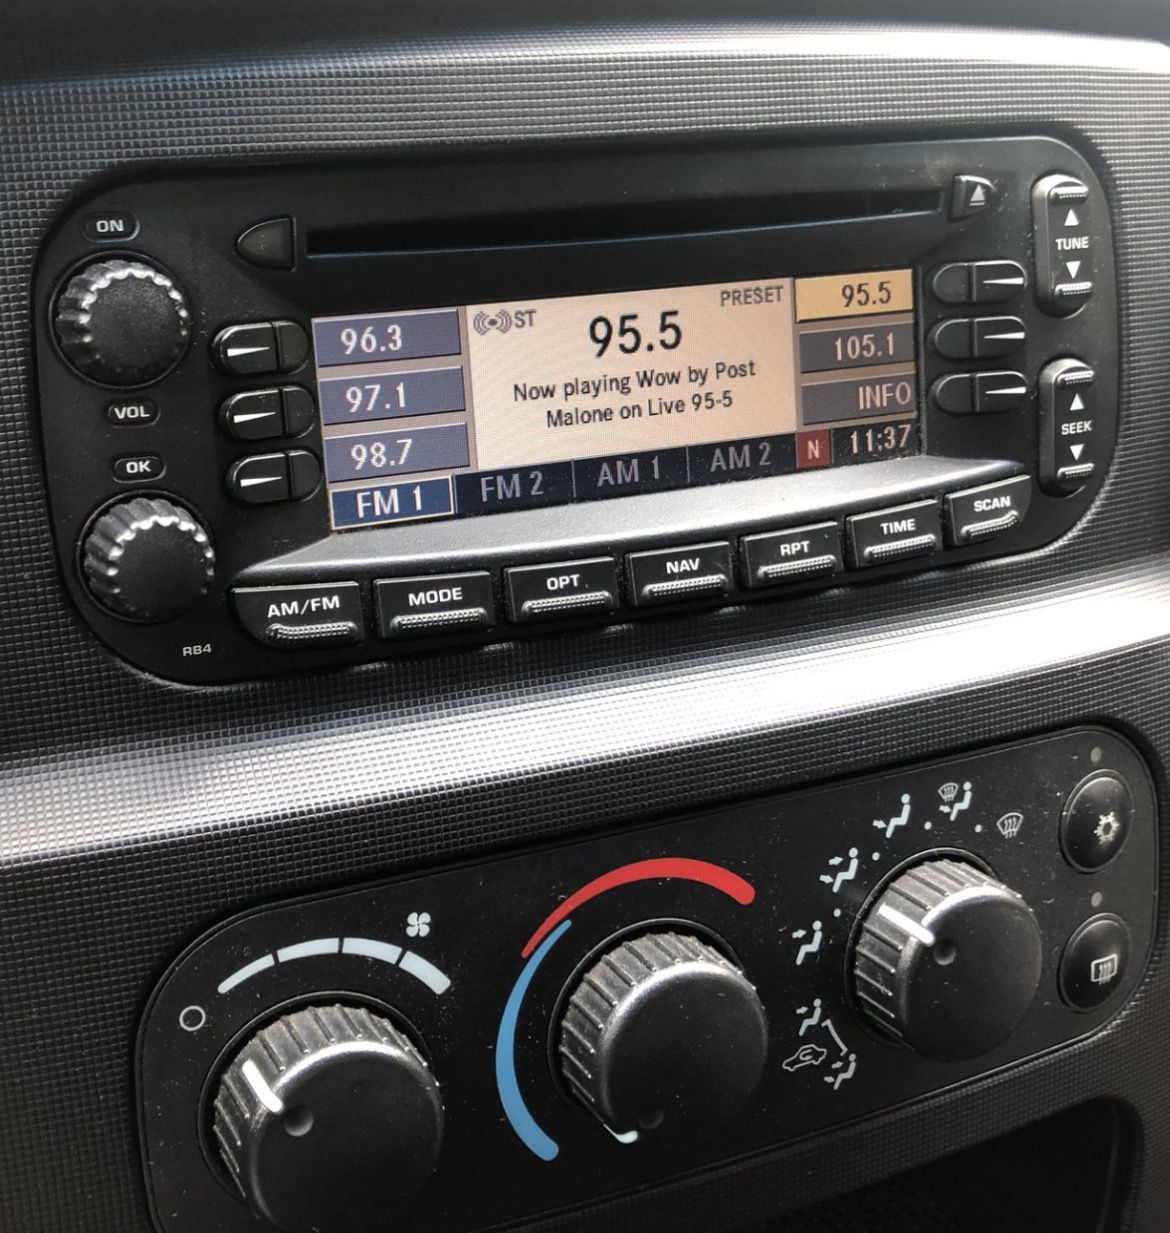 ON
VOL
OK
RB4
96.3
97.1
98.7
ST
PRESET
95.5
Now playing Wow by Post
Malone on Live 95-5
95.5
105.1
INFO
FM 1 FM 2 AM 1 AM 2 N 11:37
TUNE
SEEK
AM/FM MODE OPT NAV RPT TIME SCAN